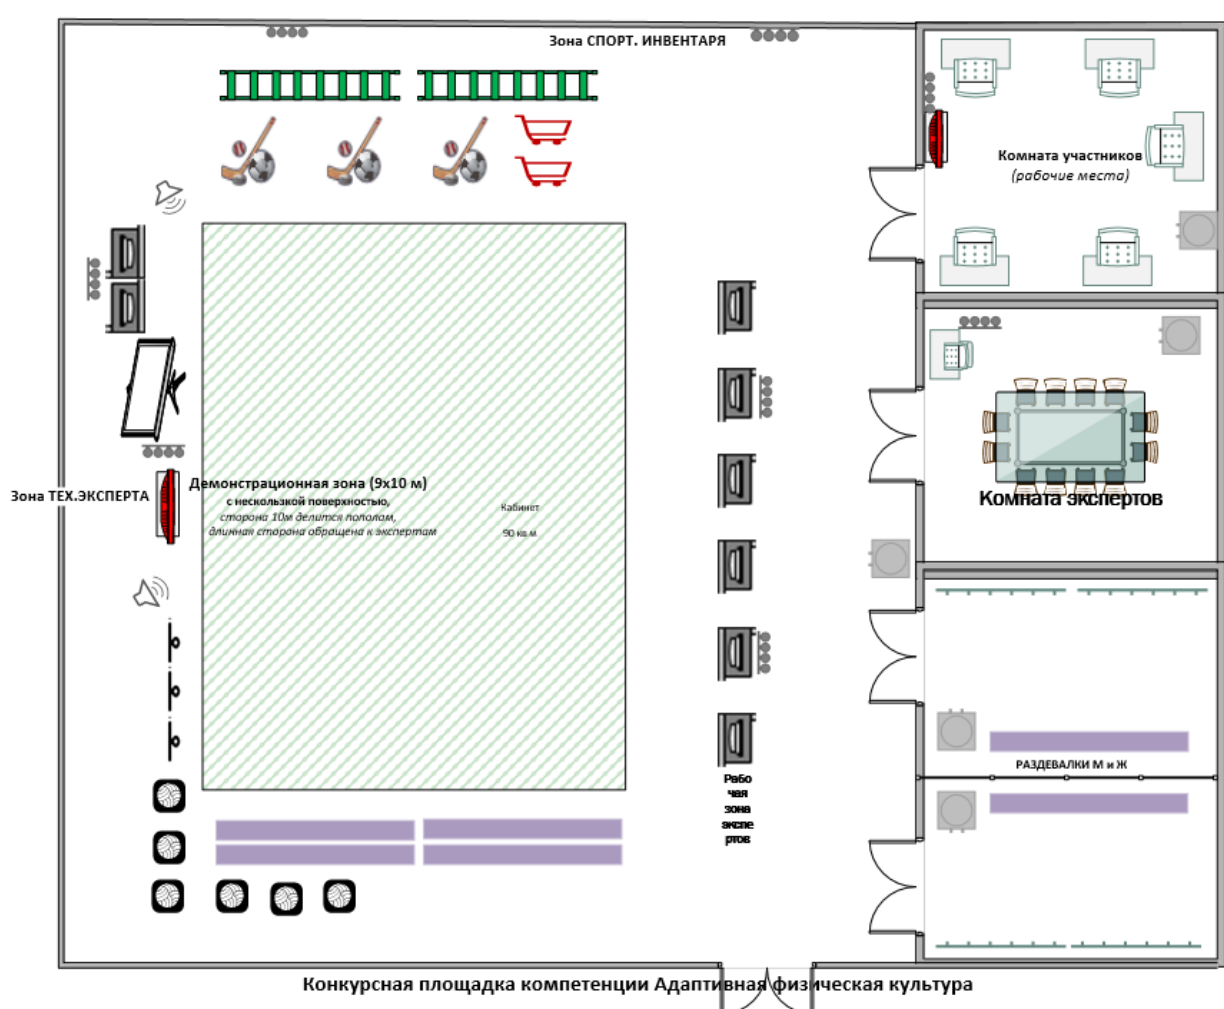 Зона СПОРТ. ИНВЕНТАРЯ
Комната участников
(рабочие места)
Зона ТЕХ.ЭКСПЕРТА
Демонстрационная зона (9х10 м)
с нескользкой поверхностью,
сторона 10м делится пополам,
длинная сторона обращена к экспертам
Кабинет
90 кв.м
Комната экспертов
РАЗДЕВАЛКИ М и Ж
Рабо
чая
зона
экспе
ртов
Конкурсная площадка компетенции Адаптивная физическая культура